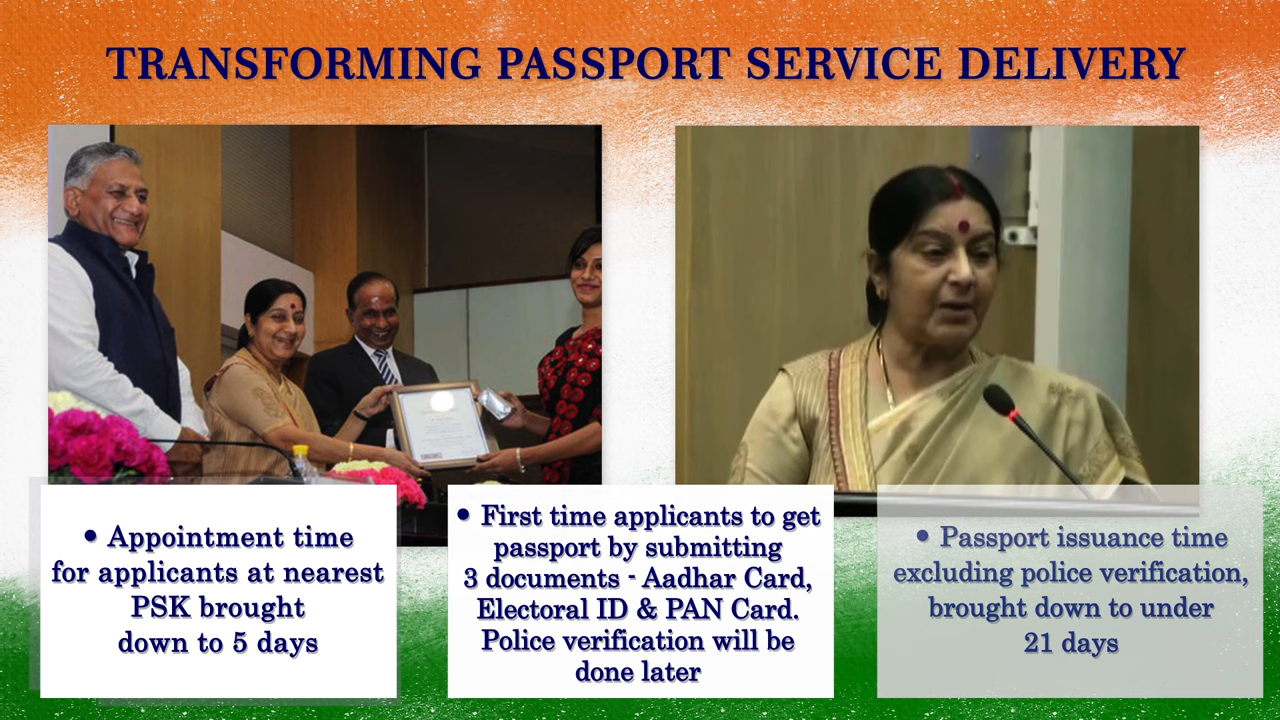 TRANSFORMING PASSPORT SERVICE DELIVERY
• Appointment time
for applicants at nearest
PSK brought
down to 5 days
• First time applicants to get
passport by submitting
3 documents - Aadhar Card,
Electoral ID & PAN Card.
Police verification will be
done later
• Passport issuance time
excluding police verification,
brought down to under
21 days